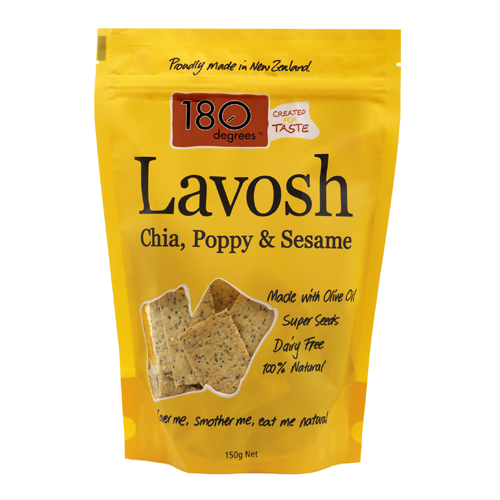 Proudly made in New Zealand.
180
degrees™
CREATED
FOR
TASTE
Lavosh
Chia, Poppy & Sesame
Made with Olive Oil
Super Seeds
Dairy Free
100% Natural
me, smother me, eat me natural
150g Net